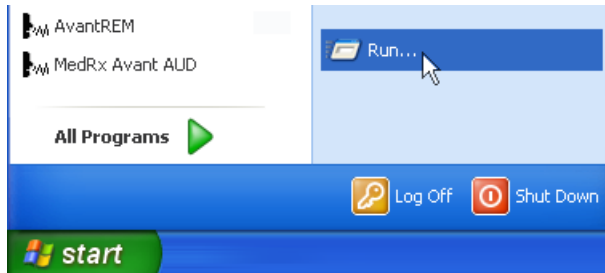 AvantREM
MedRx Avant AUD
Run...
All Programs
Log Off
Shut Down
start